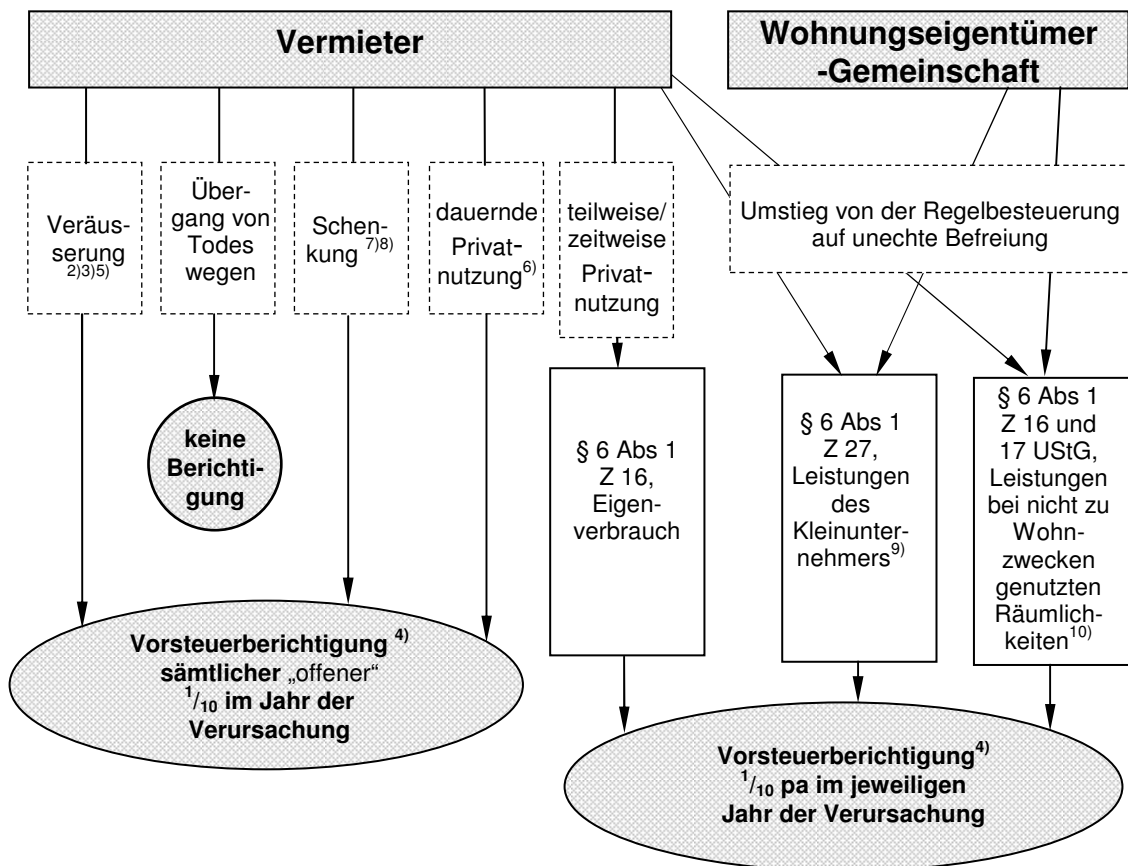 Vermieter
Wohnungseigentümer
-Gemeinschaft
Veräus-
serung
2)3)5)
Über-
gang von
Todes
wegen
Schen-
kung 7)8)
dauernde
Privat-
nutzung6)
teilweise/
zeitweise
Privat-
nutzung
Umstieg von der Regelbesteuerung
auf unechte Befreiung
keine
Berichti-
gung
§ 6 Abs 1
Z 16,
Eigen-
verbrauch
§ 6 Abs 1
Z 27,
Leistungen
des
Kleinunter-
nehmers9)
§ 6 Abs 1
Z 16 und
17 UStG,
Leistungen
bei nicht zu
Wohn-
zwecken
genutzten
Räumlich-
keiten10)
Vorsteuerberichtigung 4)
sämtlicher „offener“
1/10 im Jahr der
Verursachung
Vorsteuerberichtigung4)
1/10 pa im jeweiligen
Jahr der Verursachung